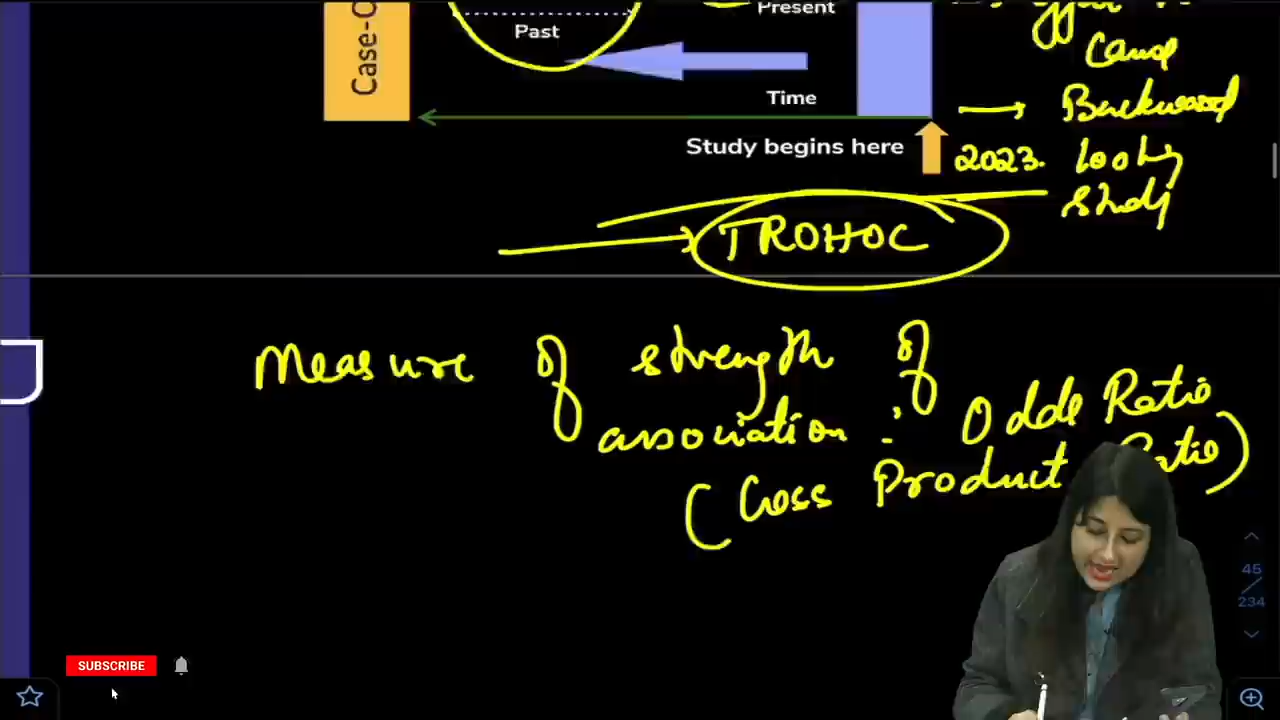 Case-C
Past
Present
Cause
Time
Backward
Study begins here
2023. looking
study
TROHOC
Measure of strength of
association : Odds Ratio
(Cross Product Ratio)
45
234
SUBSCRIBE